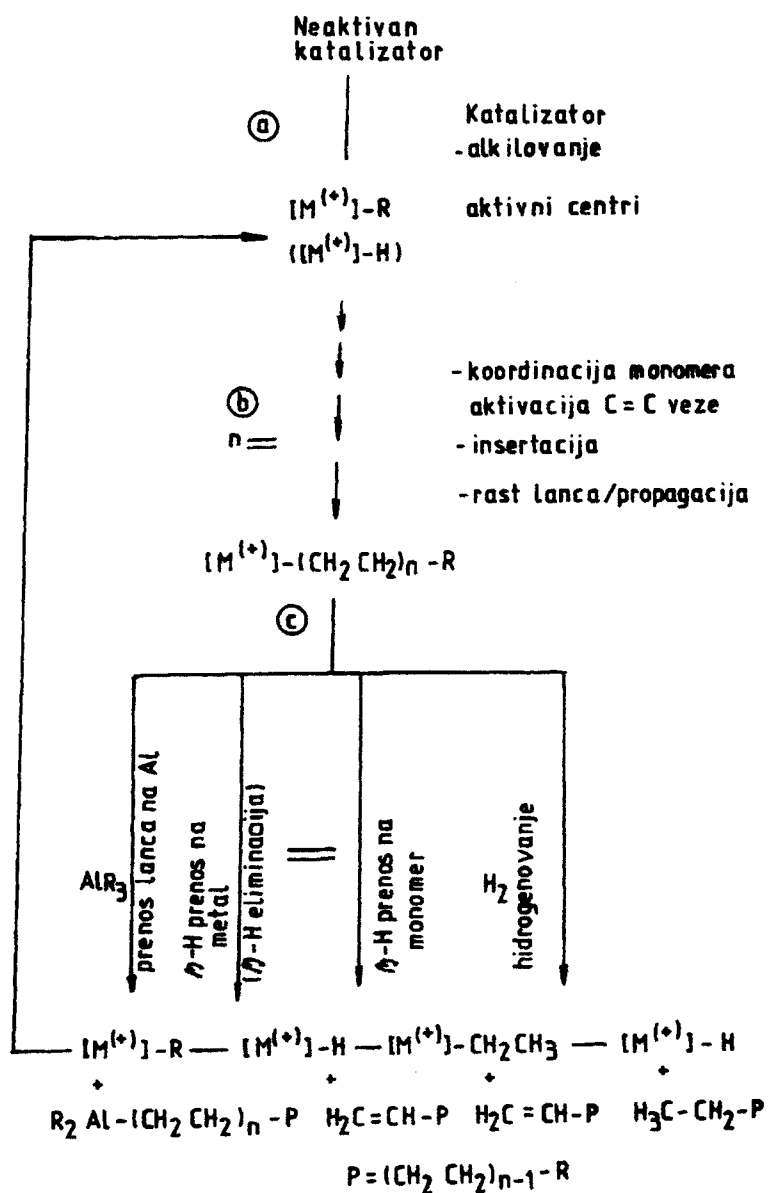 Neaktivan
katalizator
ⓐ
Katalizator
-alkilovanje
[M(+)]-R aktivni centri
([M(+)]-H)
-koordinacija monomera
ⓑ aktivacija C=C veze
n= -insertacija
-rast lanca/propagacija
[M(+)]-(CH2CH2)n-R
ⓒ
AlR3
prenos lanca na Al
β-H prenos na
metal
(β-H eliminacija)
β-H prenos na
monomer
H2
hidrogenovanje
[M(+)]-R — [M(+)]-H — [M(+)]-CH2CH3 — [M(+)]-H
+ + + +
R2Al-(CH2CH2)n-P H2C=CH-P H2C=CH-P H3C-CH2-P
P=(CH2CH2)n-1-R